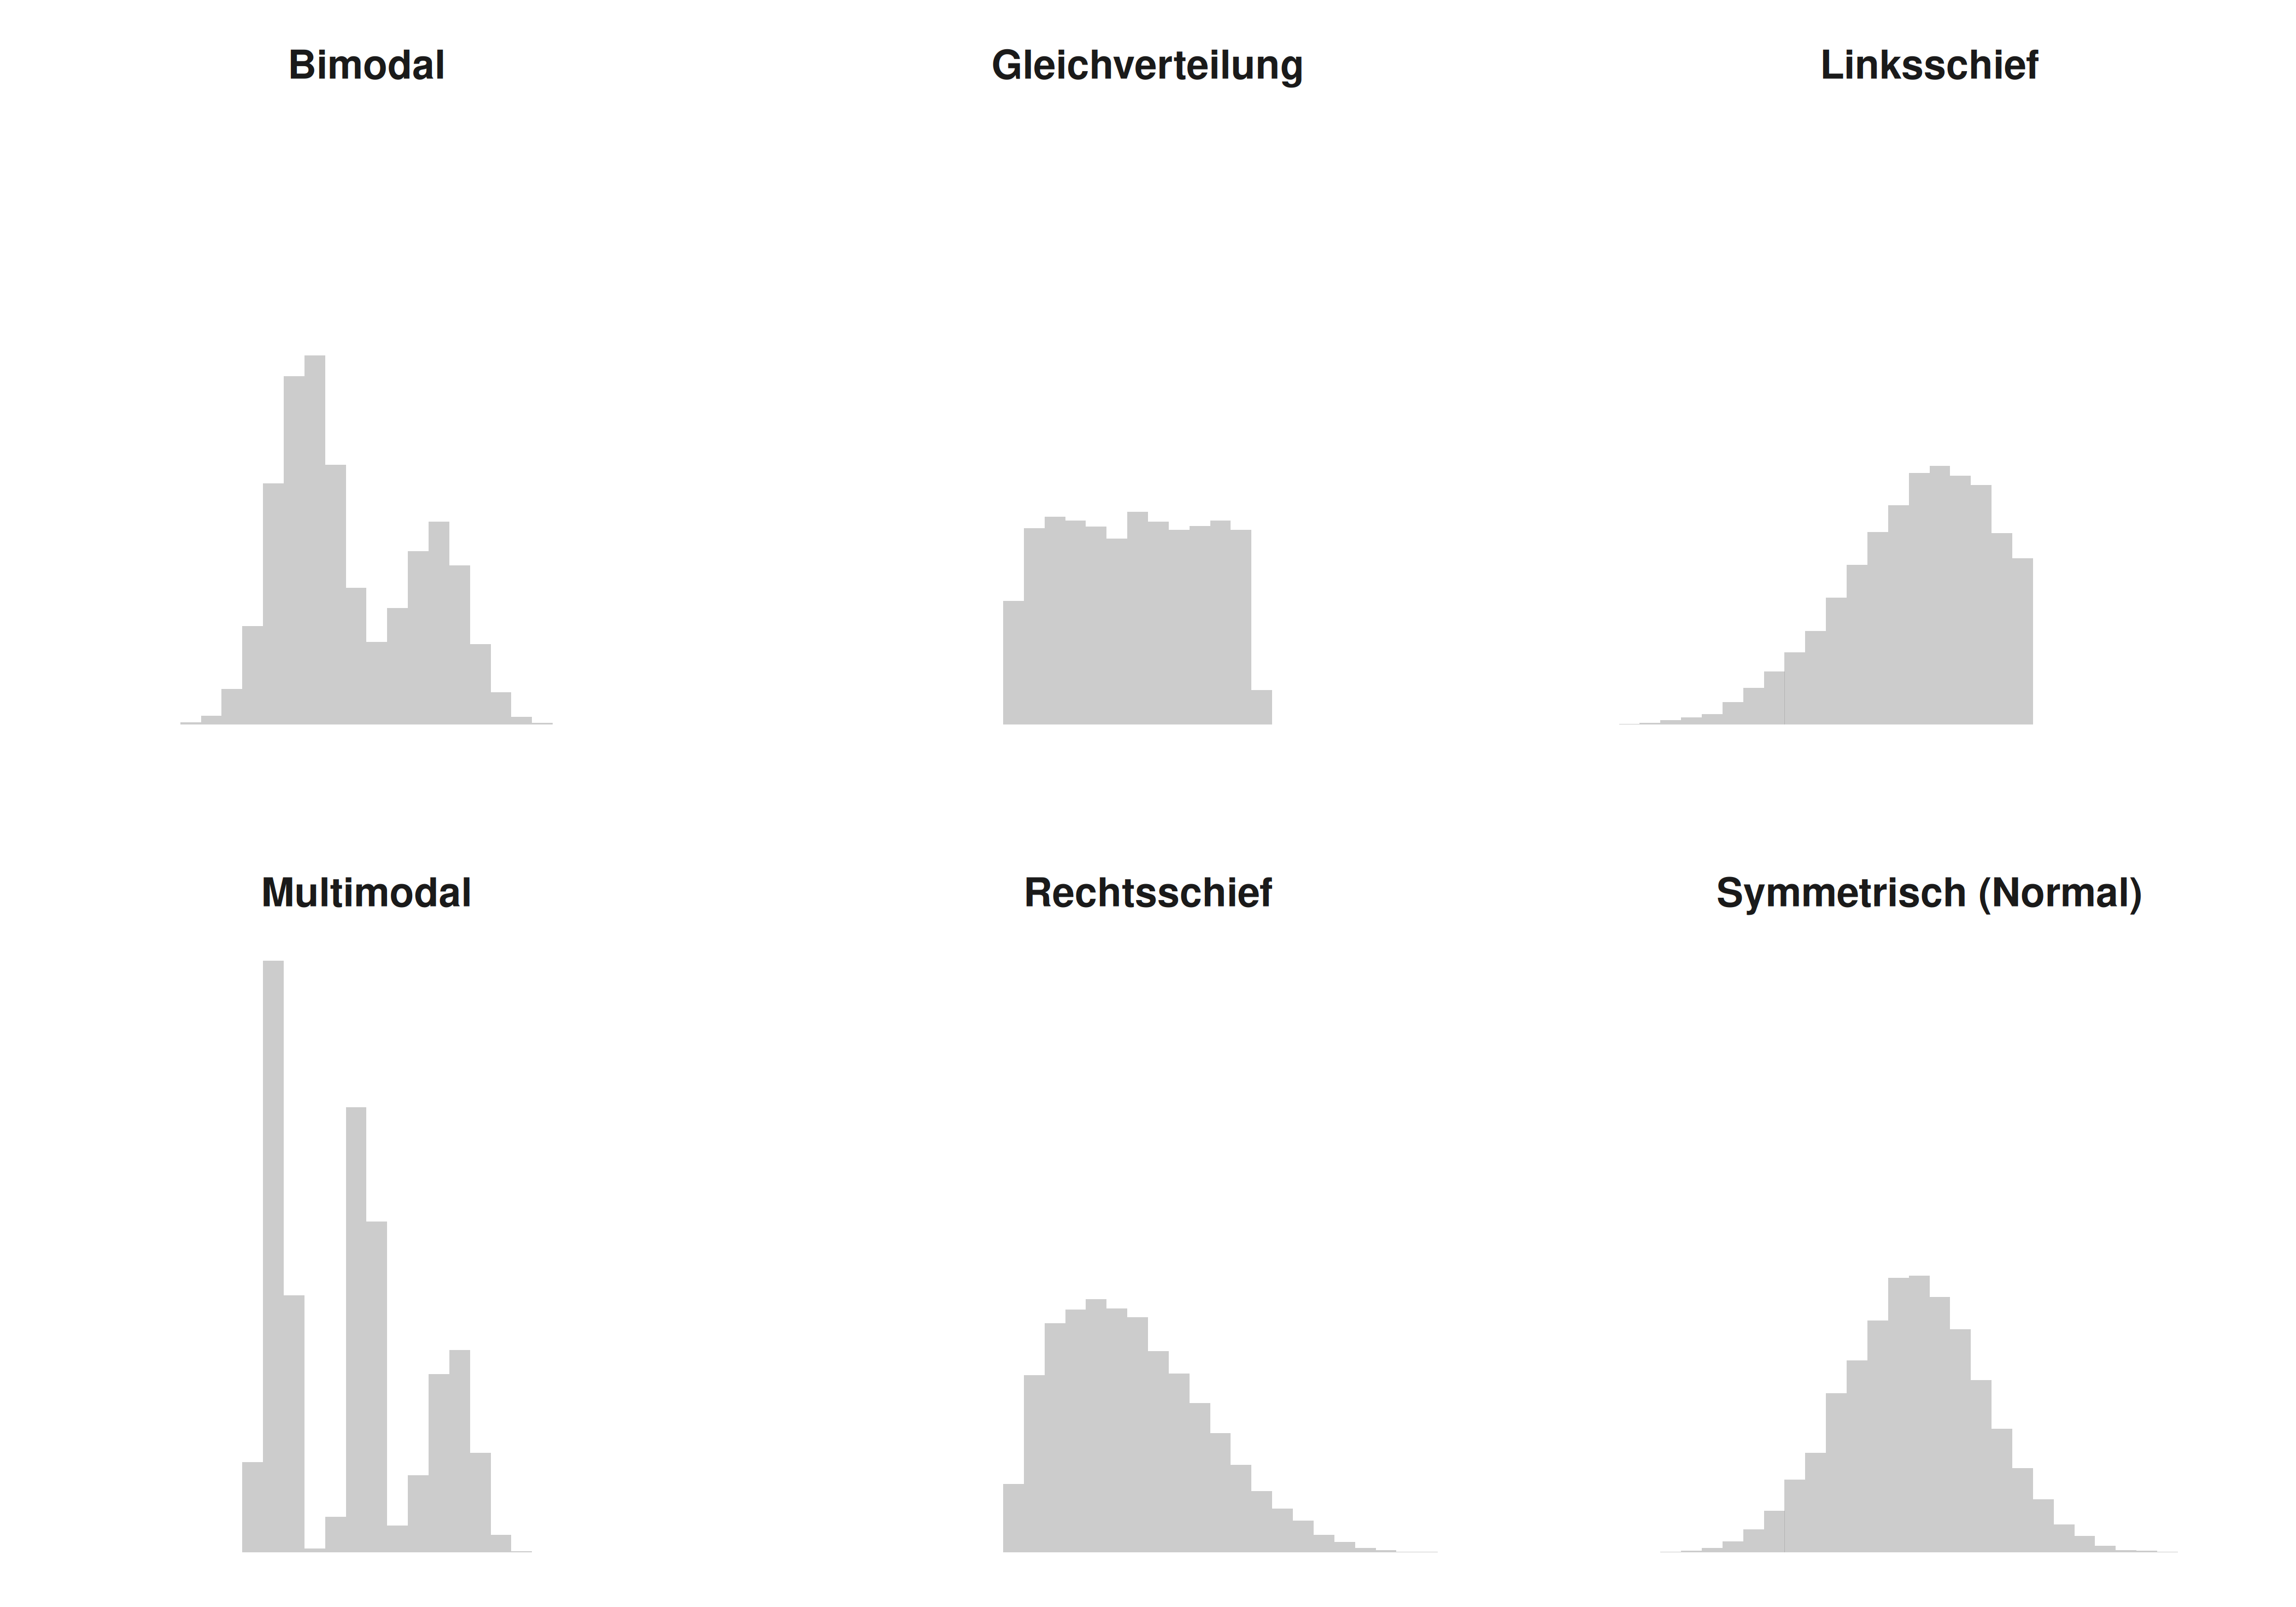 Bimodal
Gleichverteilung
Linksschief
Multimodal
Rechtsschief
Symmetrisch (Normal)